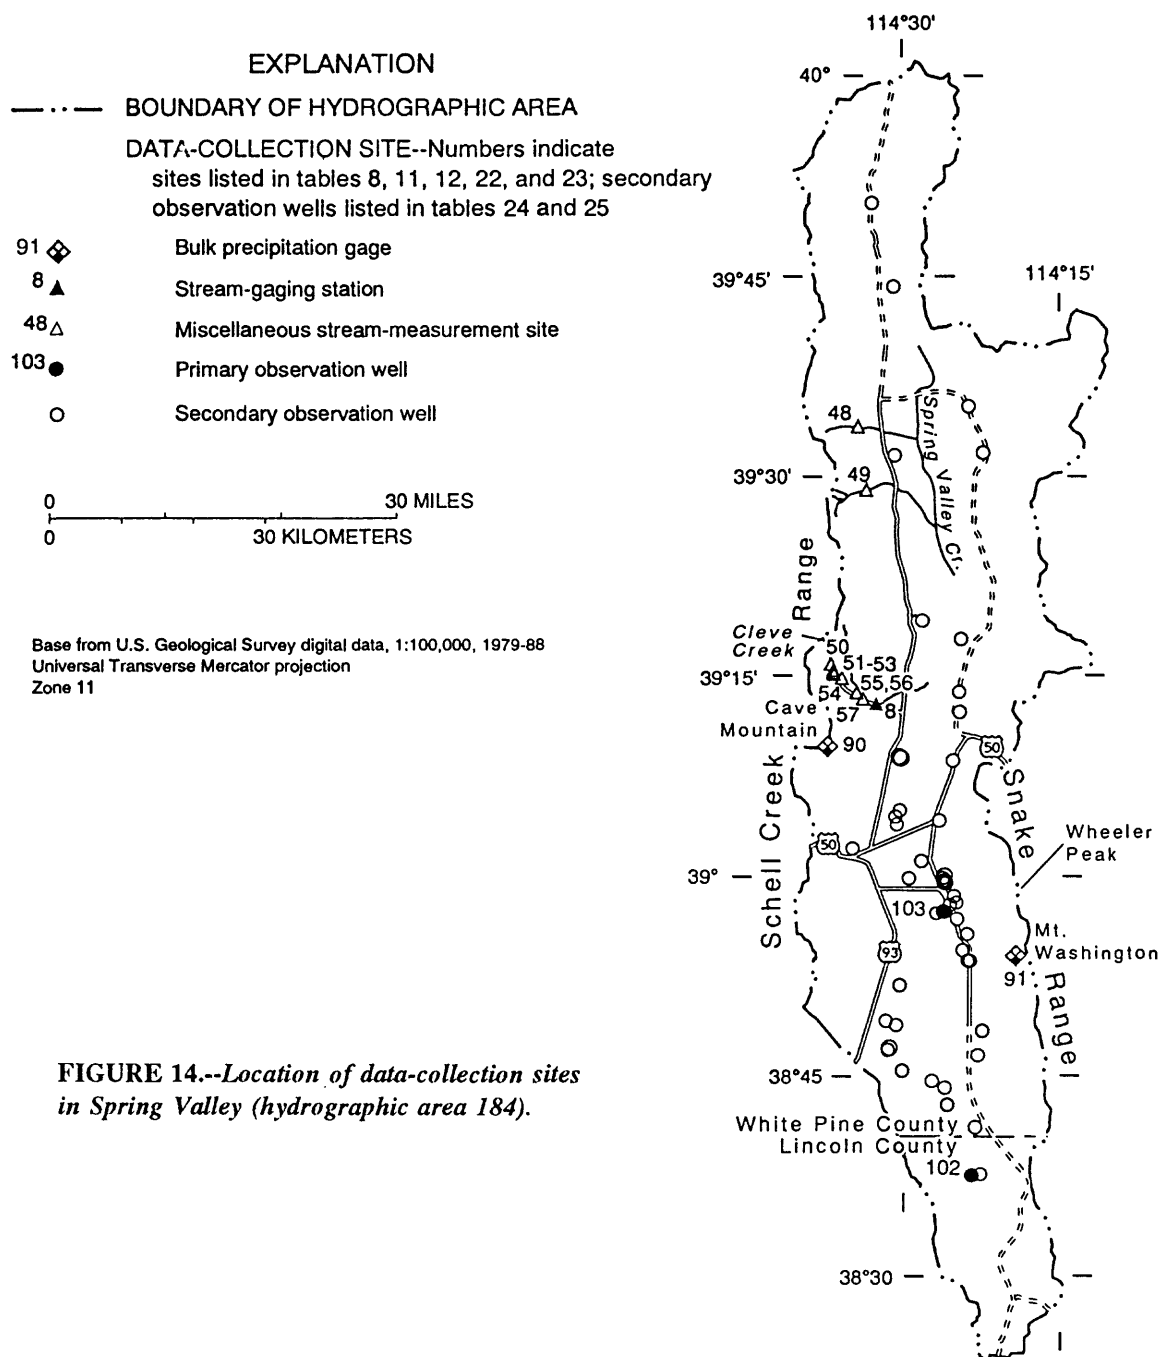 EXPLANATION
BOUNDARY OF HYDROGRAPHIC AREA
DATA-COLLECTION SITE--Numbers indicate
sites listed in tables 8, 11, 12, 22, and 23; secondary
observation wells listed in tables 24 and 25
91 Bulk precipitation gage
8 Stream-gaging station
48 Miscellaneous stream-measurement site
103 Primary observation well
Secondary observation well
0 30 MILES
0 30 KILOMETERS
Base from U.S. Geological Survey digital data, 1:100,000, 1979-88
Universal Transverse Mercator projection
Zone 11
FIGURE 14.--Location of data-collection sites
in Spring Valley (hydrographic area 184).
114°30'
40°
39°45'
114°15'
48
Spring Valley Cr.
39°30'
49
Range
Cleve
Creek
50
51-53
39°15'
54
55,56
Cave
Mountain
57
8
90
50
Snake
Schell Creek
Wheeler
Peak
50
39°
103
Mt.
Washington
93
91
Range
38°45'
White Pine County
Lincoln County
102
38°30